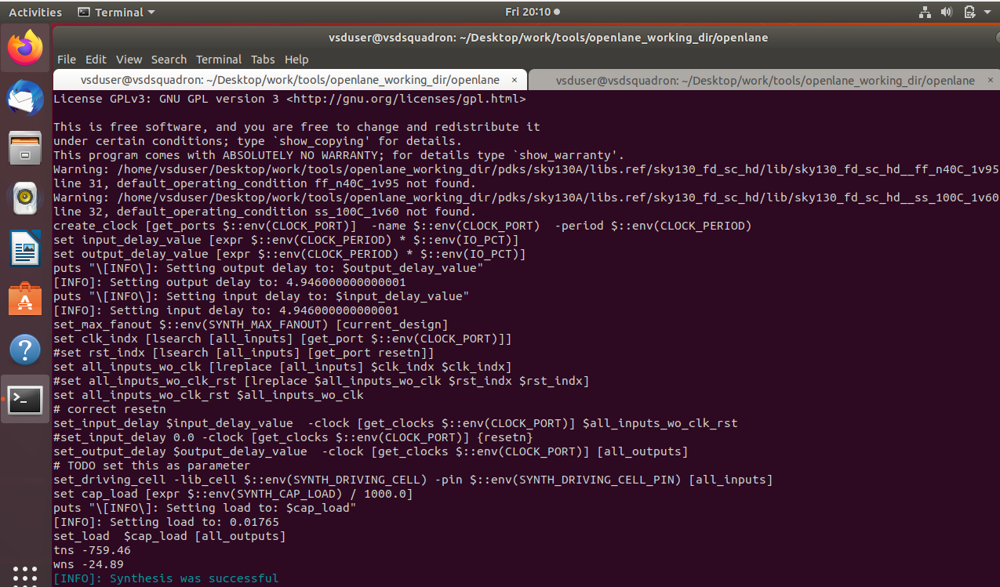 Activities Terminal Fri 20:10
vsduser@vsdsquadron: ~/Desktop/work/tools/openlane_working_dir/openlane
File Edit View Search Terminal Tabs Help
vsduser@vsdsquadron: ~/Desktop/work/tools/openlane_working_dir/openlane × vsduser@vsdsquadron: ~/Desktop/work/tools/openlane_working_dir/openlane ×
License GPLv3: GNU GPL version 3 <http://gnu.org/licenses/gpl.html>
This is free software, and you are free to change and redistribute it
under certain conditions; type `show_copying' for details.
This program comes with ABSOLUTELY NO WARRANTY; for details type `show_warranty'.
Warning: /home/vsduser/Desktop/work/tools/openlane_working_dir/pdks/sky130A/libs.ref/sky130_fd_sc_hd/lib/sky130_fd_sc_hd__ff_n40C_1v95
line 31, default_operating_condition ff_n40C_1v95 not found.
Warning: /home/vsduser/Desktop/work/tools/openlane_working_dir/pdks/sky130A/libs.ref/sky130_fd_sc_hd/lib/sky130_fd_sc_hd__ss_100C_1v60
line 32, default_operating_condition ss_100C_1v60 not found.
create_clock [get_ports $::env(CLOCK_PORT)]  -name $::env(CLOCK_PORT)  -period $::env(CLOCK_PERIOD)
set input_delay_value [expr $::env(CLOCK_PERIOD) * $::env(IO_PCT)]
set output_delay_value [expr $::env(CLOCK_PERIOD) * $::env(IO_PCT)]
puts "\[INFO\]: Setting output delay to: $output_delay_value"
[INFO]: Setting output delay to: 4.946000000000001
puts "\[INFO\]: Setting input delay to: $input_delay_value"
[INFO]: Setting input delay to: 4.946000000000001
set_max_fanout $::env(SYNTH_MAX_FANOUT) [current_design]
set clk_indx [lsearch [all_inputs] [get_port $::env(CLOCK_PORT)]]
#set rst_indx [lsearch [all_inputs] [get_port resetn]]
set all_inputs_wo_clk [lreplace [all_inputs] $clk_indx $clk_indx]
#set all_inputs_wo_clk_rst [lreplace $all_inputs_wo_clk $rst_indx $rst_indx]
set all_inputs_wo_clk_rst $all_inputs_wo_clk
# correct resetn
set_input_delay $input_delay_value  -clock [get_clocks $::env(CLOCK_PORT)] $all_inputs_wo_clk_rst
#set_input_delay 0.0 -clock [get_clocks $::env(CLOCK_PORT)] {resetn}
set_output_delay $output_delay_value  -clock [get_clocks $::env(CLOCK_PORT)] [all_outputs]
# TODO set this as parameter
set_driving_cell -lib_cell $::env(SYNTH_DRIVING_CELL) -pin $::env(SYNTH_DRIVING_CELL_PIN) [all_inputs]
set cap_load [expr $::env(SYNTH_CAP_LOAD) / 1000.0]
puts "\[INFO\]: Setting load to: $cap_load"
[INFO]: Setting load to: 0.01765
set_load  $cap_load [all_outputs]
tns -759.46
wns -24.89
[INFO]: Synthesis was successful